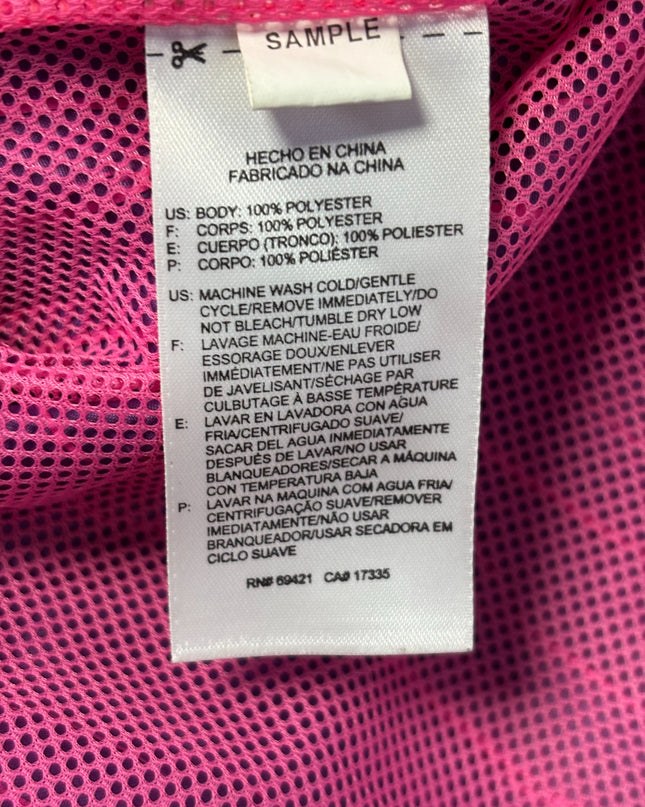 SAMPLE
HECHO EN CHINA
FABRICADO NA CHINA
US: BODY: 100% POLYESTER
F: CORPS: 100% POLYESTER
E: CUERPO (TRONCO): 100% POLIESTER
P: CORPO: 100% POLIÉSTER
US: MACHINE WASH COLD/GENTLE
CYCLE/REMOVE IMMEDIATELY/DO
NOT BLEACH/TUMBLE DRY LOW
F: LAVAGE MACHINE-EAU FROIDE/
ESSORAGE DOUX/ENLEVER
IMMÉDIATEMENT/NE PAS UTILISER
DE JAVELISANT/SÉCHAGE PAR
CULBUTAGE À BASSE TEMPÉRATURE
E: LAVAR EN LAVADORA CON AGUA
FRIA/CENTRIFUGADO SUAVE/
SACAR DEL AGUA INMEDIATAMENTE
DESPUÉS DE LAVAR/NO USAR
BLANQUEADORES/SECAR A MÁQUINA
CON TEMPERATURA BAJA
P: LAVAR NA MAQUINA COM AGUA FRIA/
CENTRIFUGAÇÃO SUAVE/REMOVER
IMEDIATAMENTE/NÃO USAR
BRANQUEADOR/USAR SECADORA EM
CICLO SUAVE
RN# 69421 CA# 17335